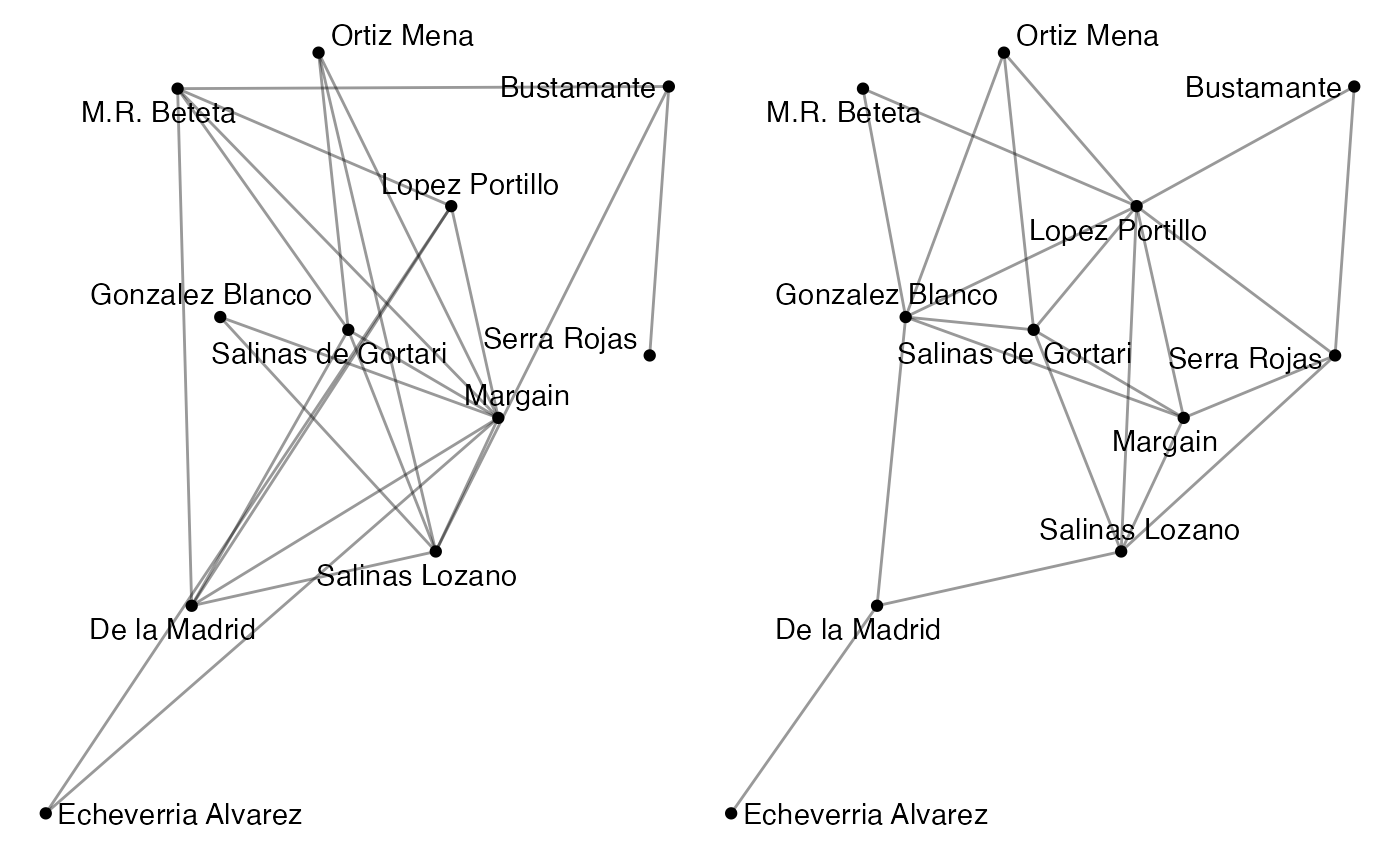 Ortiz Mena
Bustamante
M.R. Beteta
Lopez Portillo
Gonzalez Blanco
Serra Rojas
Salinas de Gortari
Margain
Salinas Lozano
De la Madrid
Echeverria Alvarez
Ortiz Mena
Bustamante
M.R. Beteta
Lopez Portillo
Gonzalez Blanco
Salinas de Gortari
Serra Rojas
Margain
Salinas Lozano
De la Madrid
Echeverria Alvarez